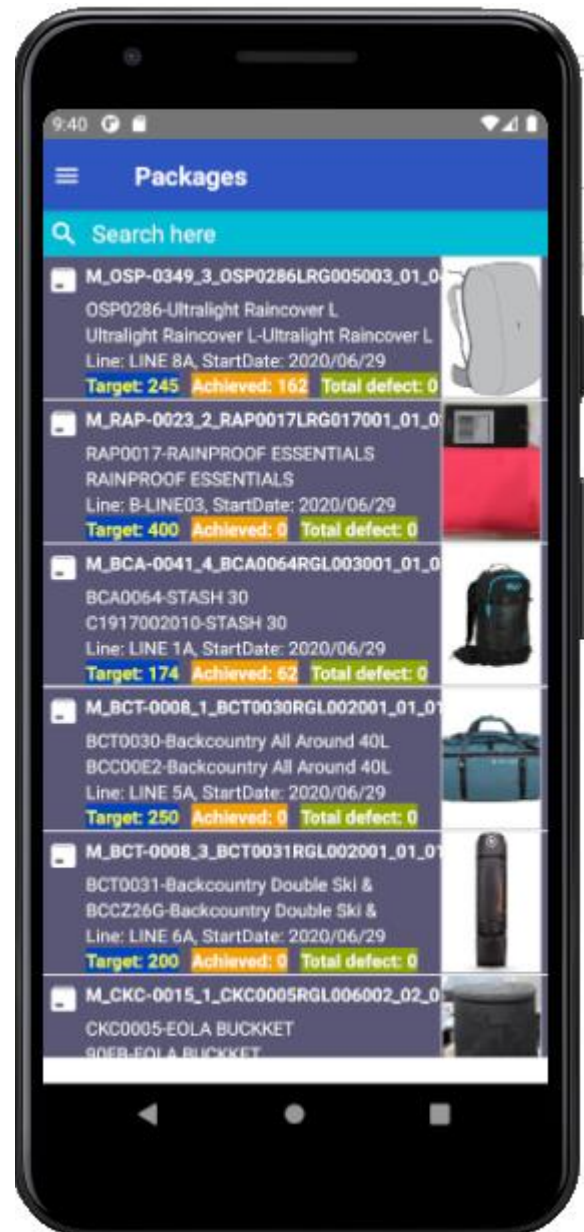 9:40
Packages
Search here
M_OSP-0349_3_OSP0286LRG005003_01_0
OSP0286-Ultralight Raincover L
Ultralight Raincover L-Ultralight Raincover L
Line: LINE 8A, StartDate: 2020/06/29
Target: 245 Achieved: 162 Total defect: 0
M_RAP-0023_2_RAP0017LRG017001_01_0
RAP0017-RAINPROOF ESSENTIALS
RAINPROOF ESSENTIALS
Line: B-LINE03, StartDate: 2020/06/29
Target: 400 Achieved: 0 Total defect: 0
M_BCA-0041_4_BCA0064RGL003001_01_0
BCA0064-STASH 30
C1917002010-STASH 30
Line: LINE 1A, StartDate: 2020/06/29
Target: 174 Achieved: 62 Total defect: 0
M_BCT-0008_1_BCT0030RGL002001_01_01
BCT0030-Backcountry All Around 40L
BCC00E2-Backcountry All Around 40L
Line: LINE 5A, StartDate: 2020/06/29
Target: 250 Achieved: 0 Total defect: 0
M_BCT-0008_3_BCT0031RGL002001_01_01
BCT0031-Backcountry Double Ski &
BCCZ26G-Backcountry Double Ski &
Line: LINE 6A, StartDate: 2020/06/29
Target: 200 Achieved: 0 Total defect: 0
M_CKC-0015_1_CKC0005RGL006002_02_0
CKC0005-EOLA BUCKKET
90EB-EOLA BUCKKET